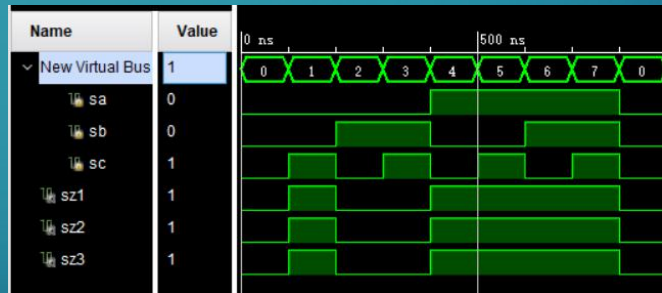 Name Value 0 ns 500 ns
New Virtual Bus 1 0 1 2 3 4 5 6 7 0
sa 0
sb 0
sc 1
sz1 1
sz2 1
sz3 1